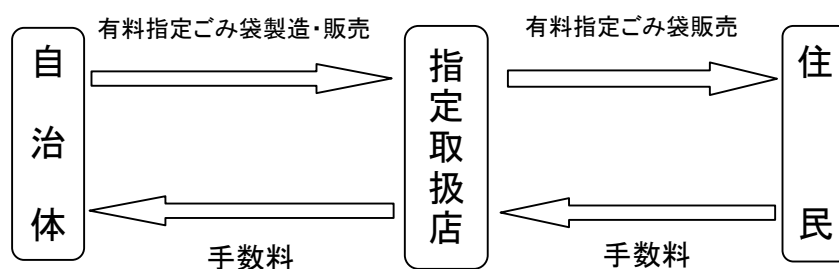 有料指定ごみ袋製造・販売
有料指定ごみ袋販売
自治体
指定取扱店
住民
手数料
手数料